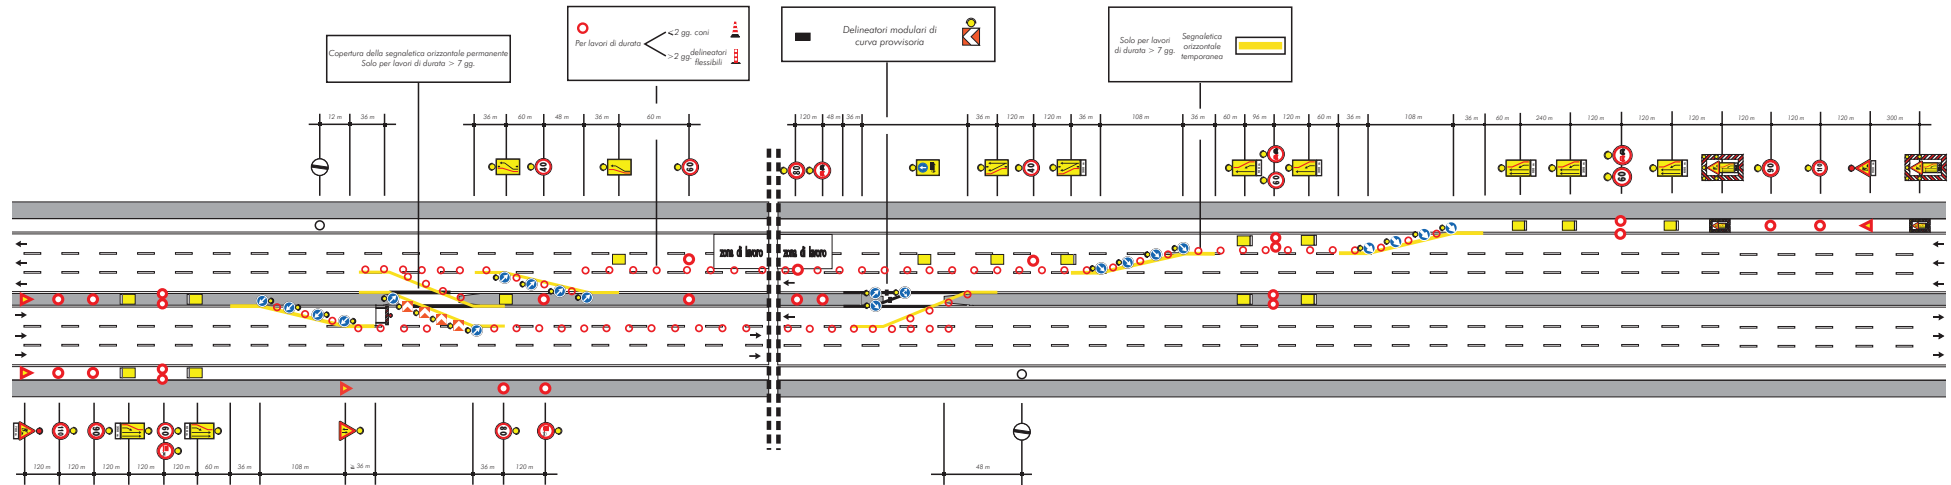 Copertura della segnaletica orizzontale permanente
Solo per lavori di durata > 7 gg.
Per lavori di durata
<2 gg. coni
>2 gg. delineatori
flessibili
Delineatori modulari di
curva provvisoria
Solo per lavori
di durata > 7 gg.
Segnaletica
orizzontale
temporanea
12 m 36 m
36 m 60 m 48 m 36 m 60 m
120 m 48 m 36 m
36 m 120 m 120 m 36 m 108 m 36 m 60 m 96 m 120 m 60 m 36 m 108 m 36 m 60 m 240 m 120 m 120 m 120 m 120 m 120 m 120 m 300 m
40
60
80
40
60
60
90
110
zona di lavoro
zona di lavoro
110
90
60
80
120 m 120 m 120 m 120 m 120 m 60 m 36 m 108 m ≥ 36 m 36 m 120 m
48 m